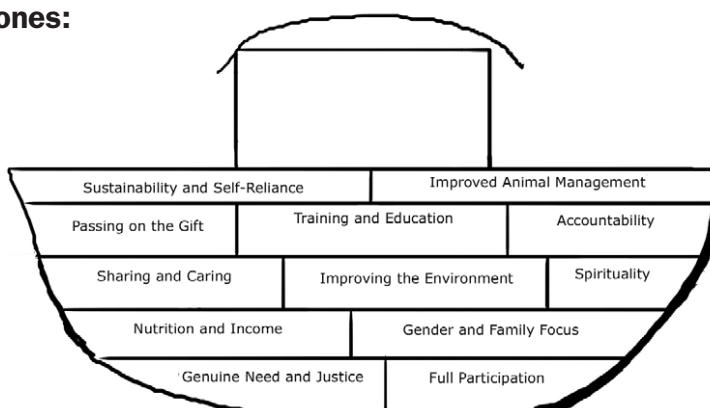 ones:
Sustainability and Self-Reliance Improved Animal Management
Passing on the Gift Training and Education Accountability
Sharing and Caring Improving the Environment Spirituality
Nutrition and Income Gender and Family Focus
Genuine Need and Justice Full Participation